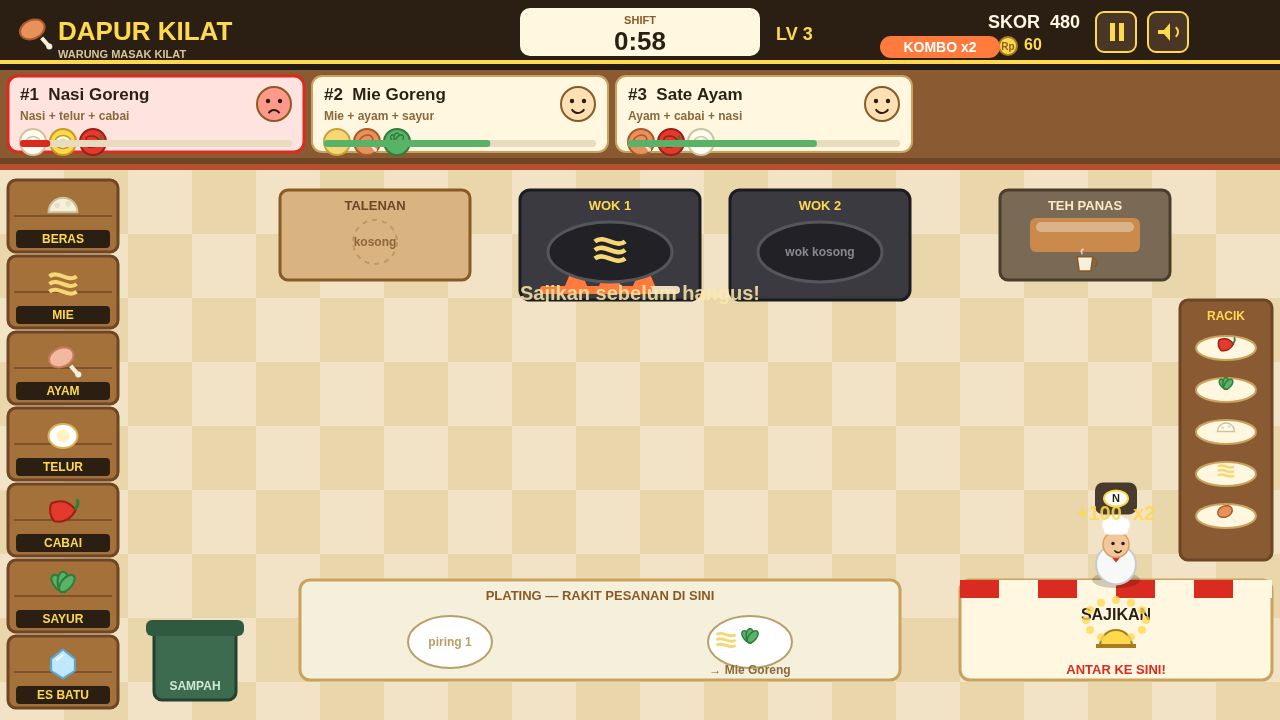 DAPUR KILAT
WARUNG MASAK KILAT
SHIFT
0:58
LV 3
SKOR 480
KOMBO x2
Rp 60
#1 Nasi Goreng
Nasi + telur + cabai
#2 Mie Goreng
Mie + ayam + sayur
#3 Sate Ayam
Ayam + cabai + nasi
BERAS
MIE
AYAM
TELUR
CABAI
SAYUR
ES BATU
TALENAN
kosong
WOK 1
WOK 2
wok kosong
Sajikan sebelum hangus!
TEH PANAS
RACIK
N
+100 x2
SAMPAH
PLATING — RAKIT PESANAN DI SINI
piring 1
→ Mie Goreng
SAJIKAN
ANTAR KE SINI!